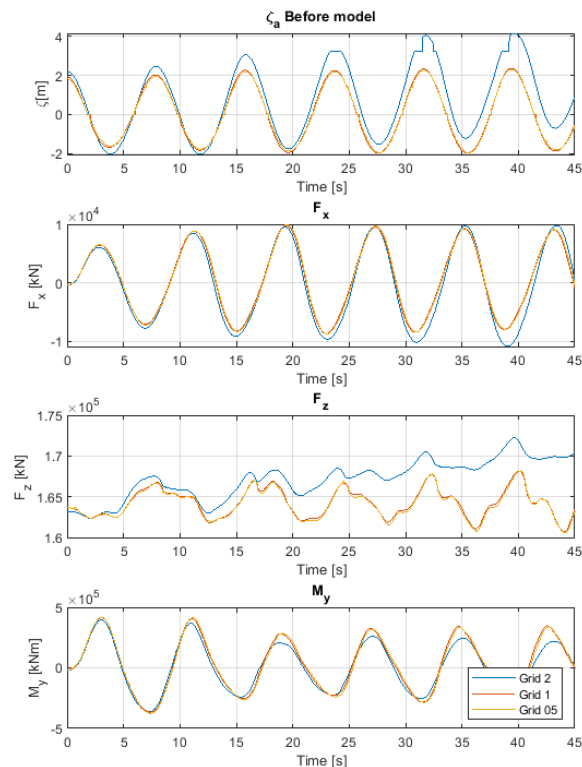 ζa Before model
4
2
0
-2
ζ[m]
0 5 10 15 20 25 30 35 40 45
Time [s]
×10^4
Fx
1
0
-1
Fx [kN]
0 5 10 15 20 25 30 35 40 45
Time [s]
×10^5
Fz
1.75
1.7
1.65
1.6
Fz [kN]
0 5 10 15 20 25 30 35 40 45
Time [s]
×10^5
My
5
0
-5
My [kNm]
Grid 2
Grid 1
Grid 05
0 5 10 15 20 25 30 35 40 45
Time [s]